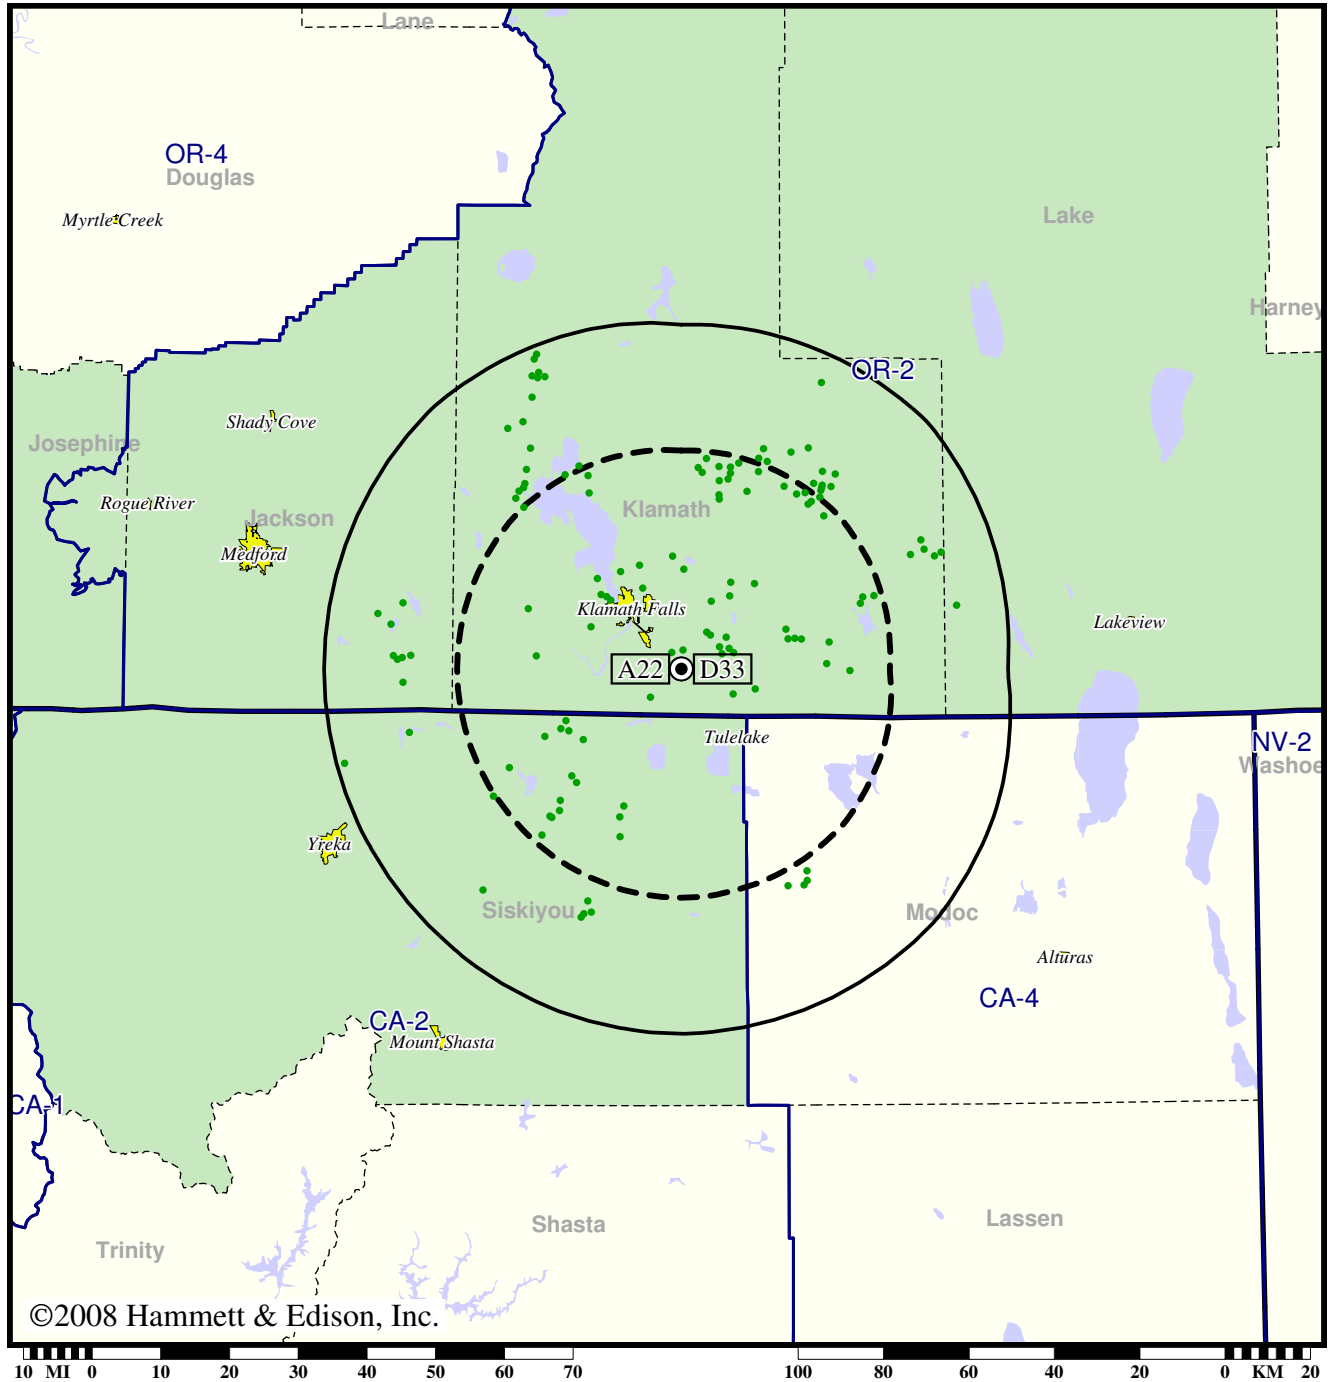 Lane
OR-4
Douglas
Myrtle Creek
Lake
Harney
OR-2
Shady Cove
Josephine
Rogue River
Jackson
Klamath
Medford
Klamath Falls
Lakeview
A22 D33
Tulelake
NV-2
Washoe
Yreka
Siskiyou
Modoc
Alturas
CA-4
CA-2
Mount Shasta
CA-1
Shasta
Lassen
Trinity
©2008 Hammett & Edison, Inc.
10 MI 0 10 20 30 40 50 60 70 100 80 60 40 20 0 KM 20